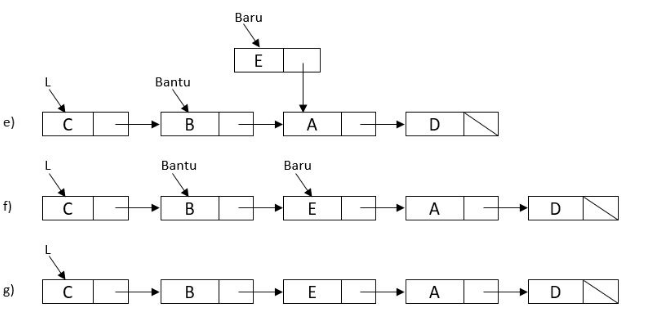 Baru
E
L Bantu
e) C B A D
L Bantu Baru
f) C B E A D
L
g) C B E A D